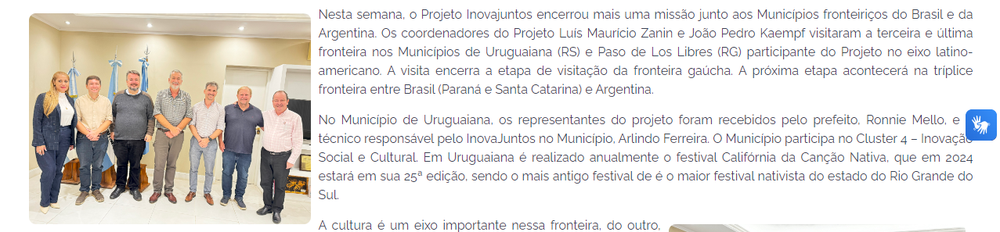 Nesta semana, o Projeto Inovajuntos encerrou mais uma missão junto aos Municípios fronteiriços do Brasil e da
Argentina. Os coordenadores do Projeto Luís Maurício Zanin e João Pedro Kaempf visitaram a terceira e última
fronteira nos Municípios de Uruguaiana (RS) e Paso de Los Libres (RG) participante do Projeto no eixo latino-
americano. A visita encerra a etapa de visitação da fronteira gaúcha. A próxima etapa acontecerá na tríplice
fronteira entre Brasil (Paraná e Santa Catarina) e Argentina.
No Município de Uruguaiana, os representantes do projeto foram recebidos pelo prefeito, Ronnie Mello, e
técnico responsável pelo InovaJuntos no Município, Arlindo Ferreira. O Município participa no Cluster 4 – Inovação
Social e Cultural. Em Uruguaiana é realizado anualmente o festival Califórnia da Canção Nativa, que em 2024
estará em sua 25ª edição, sendo o mais antigo festival de é o maior festival nativista do estado do Rio Grande do
Sul.
A cultura é um eixo importante nessa fronteira, do outro,